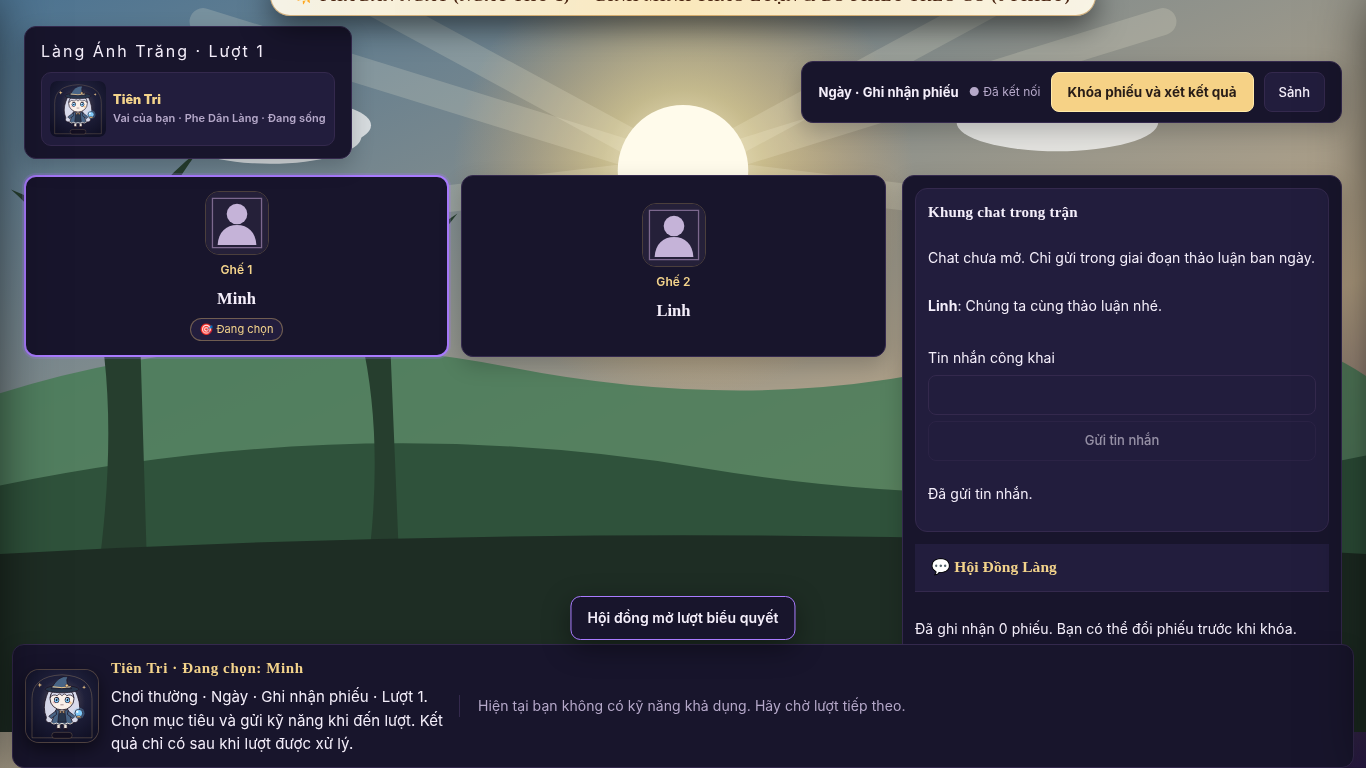 Làng Ánh Trăng · Lượt 1
Tiên Tri
Vai của bạn · Phe Dân Làng · Đang sống
Ngày · Ghi nhận phiếu
Đã kết nối
Khóa phiếu và xét kết quả
Sảnh
Ghế 1
Minh
🎯 Đang chọn
Ghế 2
Linh
Khung chat trong trận
Chat chưa mở. Chỉ gửi trong giai đoạn thảo luận ban ngày.
Linh: Chúng ta cùng thảo luận nhé.
Tin nhắn công khai
Gửi tin nhắn
Đã gửi tin nhắn.
💬 Hội Đồng Làng
Đã ghi nhận 0 phiếu. Bạn có thể đổi phiếu trước khi khóa.
Hội đồng mở lượt biểu quyết
Tiên Tri · Đang chọn: Minh
Chơi thường · Ngày · Ghi nhận phiếu · Lượt 1.
Chọn mục tiêu và gửi kỹ năng khi đến lượt. Kết
quả chỉ có sau khi lượt được xử lý.
Hiện tại bạn không có kỹ năng khả dụng. Hãy chờ lượt tiếp theo.